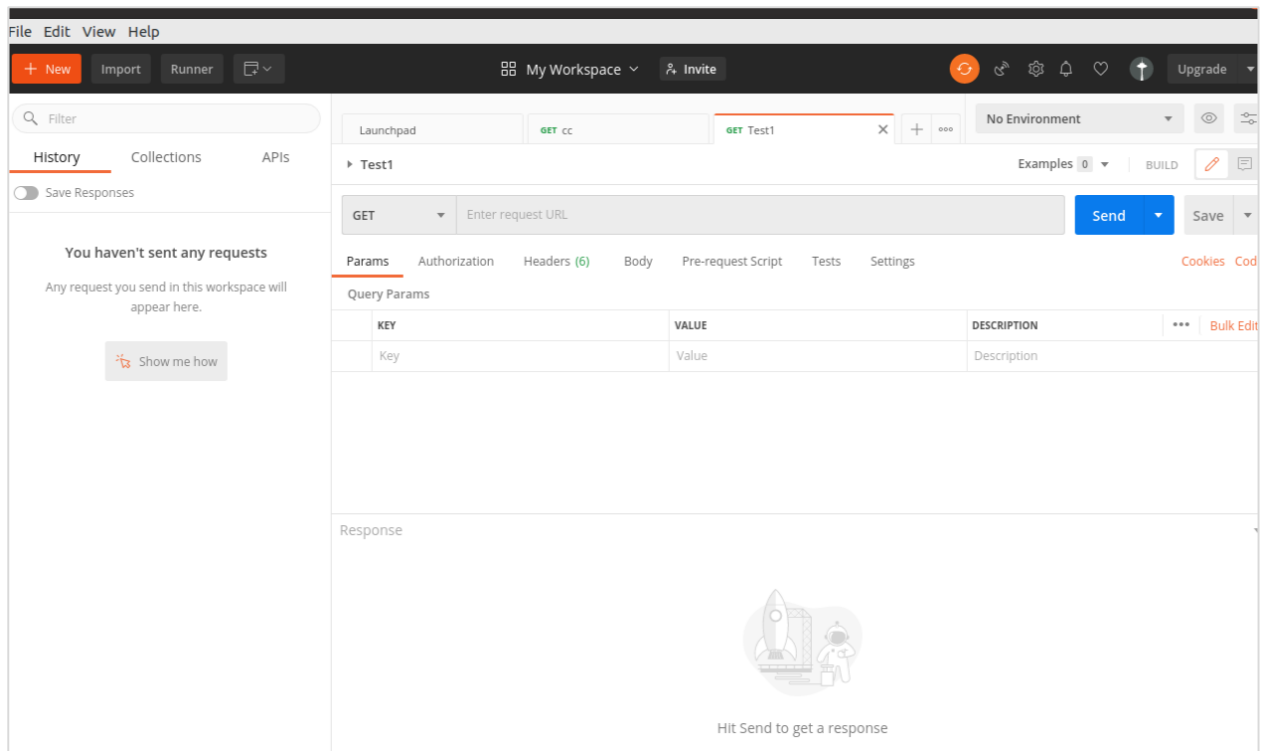 File Edit View Help
+ New Import Runner My Workspace Invite Upgrade
Filter
History Collections APIs
Save Responses
You haven't sent any requests
Any request you send in this workspace will
appear here.
Show me how
Launchpad GET cc GET Test1 No Environment
Test1 Examples 0 BUILD
GET Enter request URL Send Save
Params Authorization Headers (6) Body Pre-request Script Tests Settings Cookies Cod
Query Params
KEY VALUE DESCRIPTION Bulk Edit
Key Value Description
Response
Hit Send to get a response